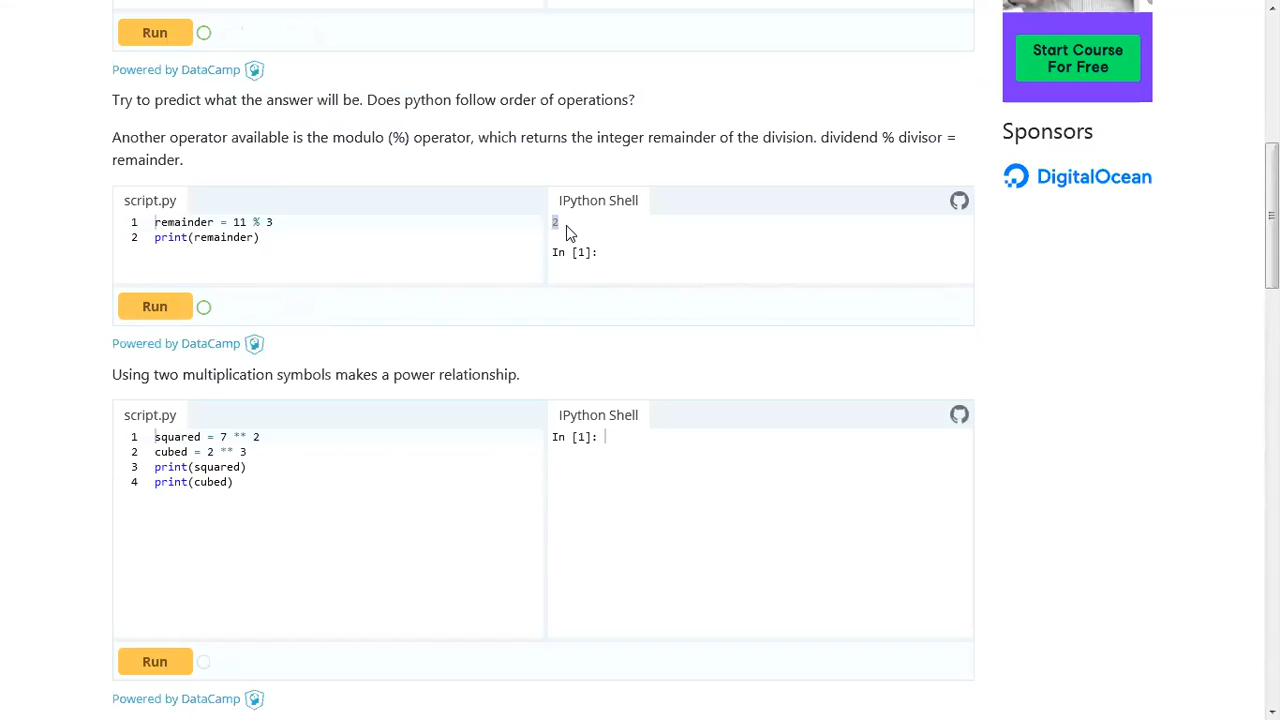 Run
Powered by DataCamp
Try to predict what the answer will be. Does python follow order of operations?
Another operator available is the modulo (%) operator, which returns the integer remainder of the division. dividend % divisor =
remainder.
script.py
IPython Shell
1 remainder = 11 % 3
2 print(remainder)
2
In [1]:
Run
Powered by DataCamp
Using two multiplication symbols makes a power relationship.
script.py
IPython Shell
1 squared = 7 ** 2
2 cubed = 2 ** 3
3 print(squared)
4 print(cubed)
In [1]:
Run
Powered by DataCamp
Start Course
For Free
Sponsors
DigitalOcean